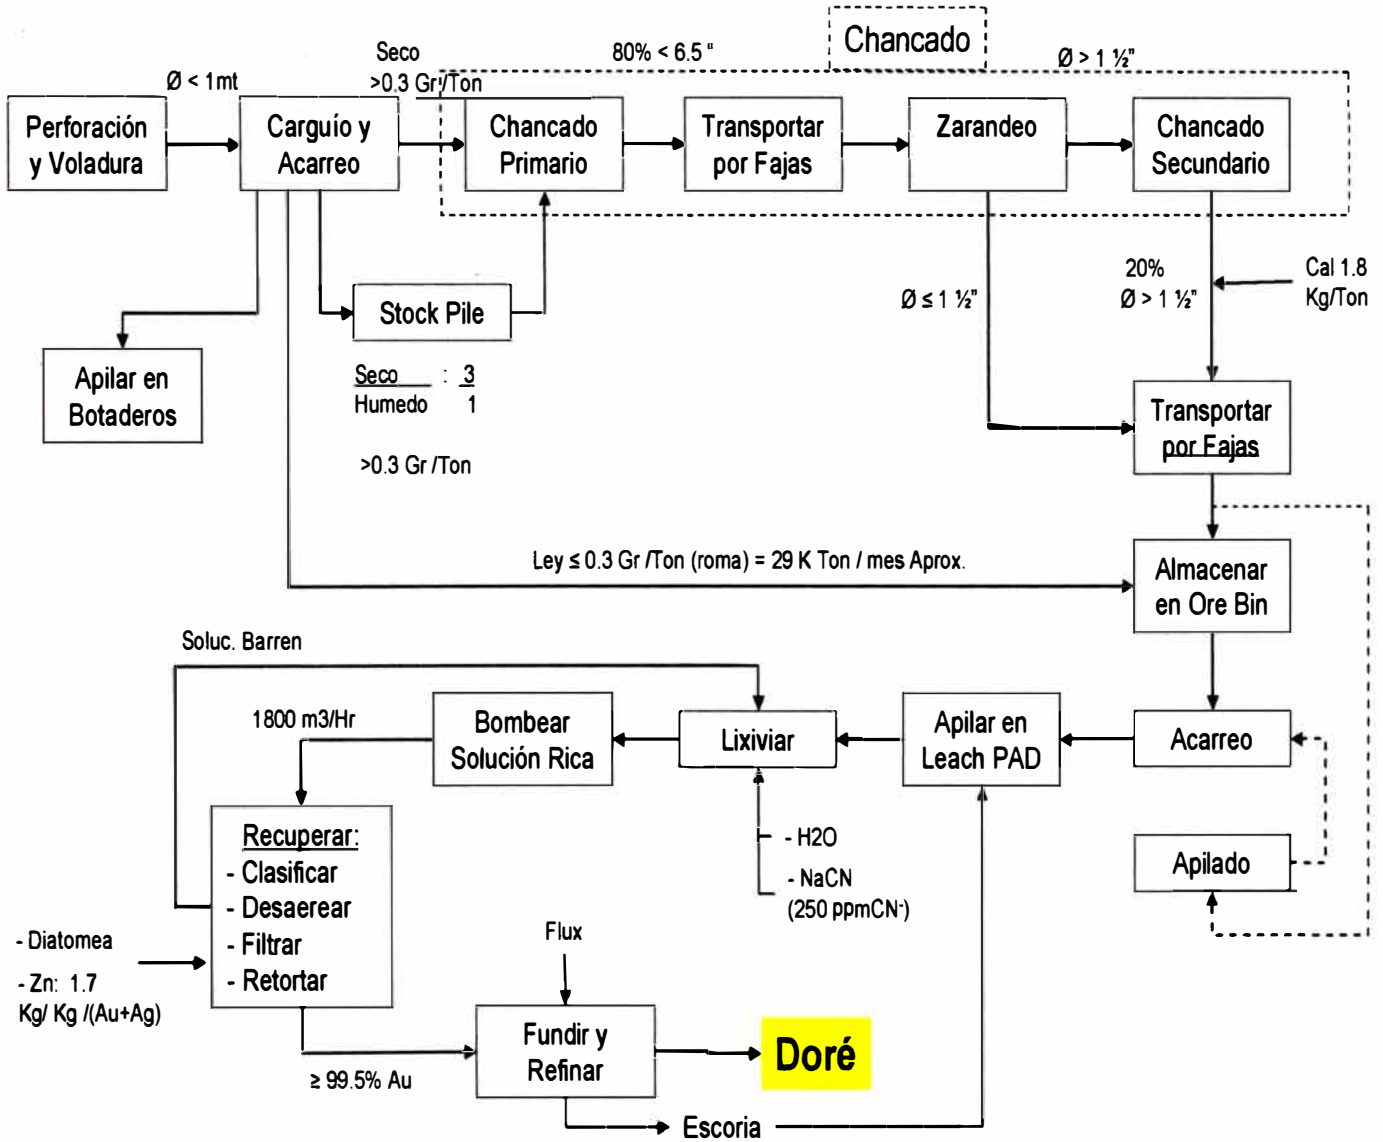 Chancado
Seco
>0.3 Gr/Ton
80% < 6.5 "
Ø > 1 ½"
Ø < 1mt
Perforación
y Voladura
Carguío y
Acarreo
Chancado
Primario
Transportar
por Fajas
Zarandeo
Chancado
Secundario
Stock Pile
Seco : 3
Humedo 1
>0.3 Gr /Ton
Apilar en
Botaderos
Ø ≤ 1 ½"
20%
Ø > 1 ½"
Cal 1.8
Kg/Ton
Transportar
por Fajas
Ley ≤ 0.3 Gr /Ton (roma) = 29 K Ton / mes Aprox.
Almacenar
en Ore Bin
Soluc. Barren
1800 m3/Hr
Bombear
Solución Rica
Lixiviar
Apilar en
Leach PAD
Acarreo
Apilado
- H2O
- NaCN
(250 ppmCN-)
Recuperar:
- Clasificar
- Desaerear
- Filtrar
- Retortar
- Diatomea
- Zn: 1.7
Kg/ Kg /(Au+Ag)
≥ 99.5% Au
Flux
Fundir y
Refinar
Doré
Escoria